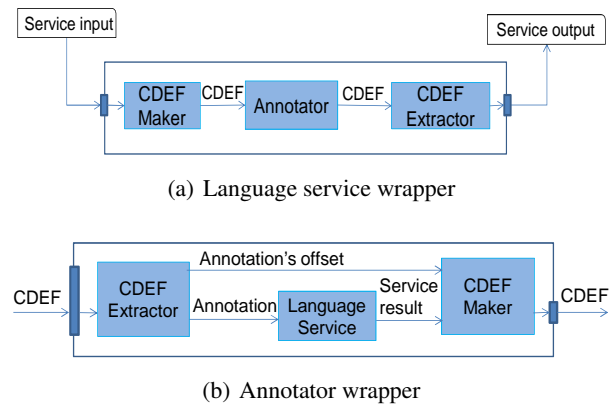 Service input
Service output
CDEF
Maker
CDEF
Annotator
CDEF
CDEF
Extractor
(a) Language service wrapper
CDEF
CDEF
Extractor
Annotation's offset
Annotation
Language
Service
Service
result
CDEF
Maker
CDEF
(b) Annotator wrapper